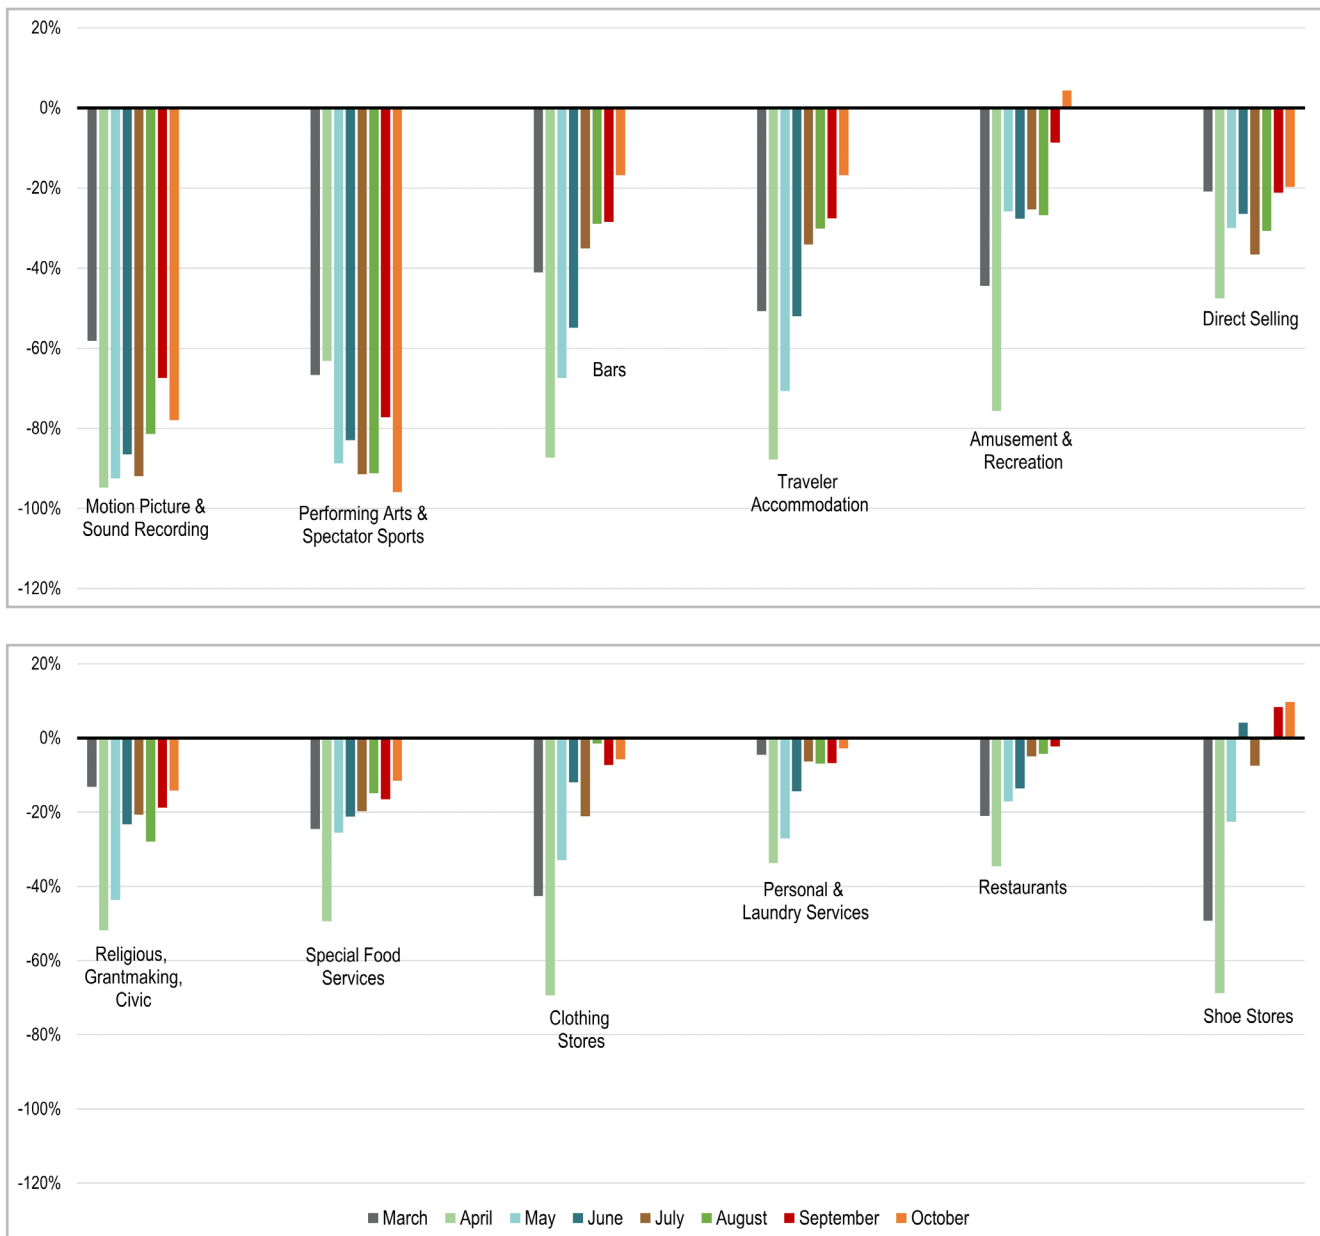 20%
0%
-20%
-40%
-60%
-80%
-100%
-120%
Motion Picture &
Sound Recording
Performing Arts &
Spectator Sports
Bars
Traveler
Accommodation
Amusement &
Recreation
Direct Selling
20%
0%
-20%
-40%
-60%
-80%
-100%
-120%
Religious,
Grantmaking,
Civic
Special Food
Services
Clothing
Stores
Personal &
Laundry Services
Restaurants
Shoe Stores
March April May June July August September October